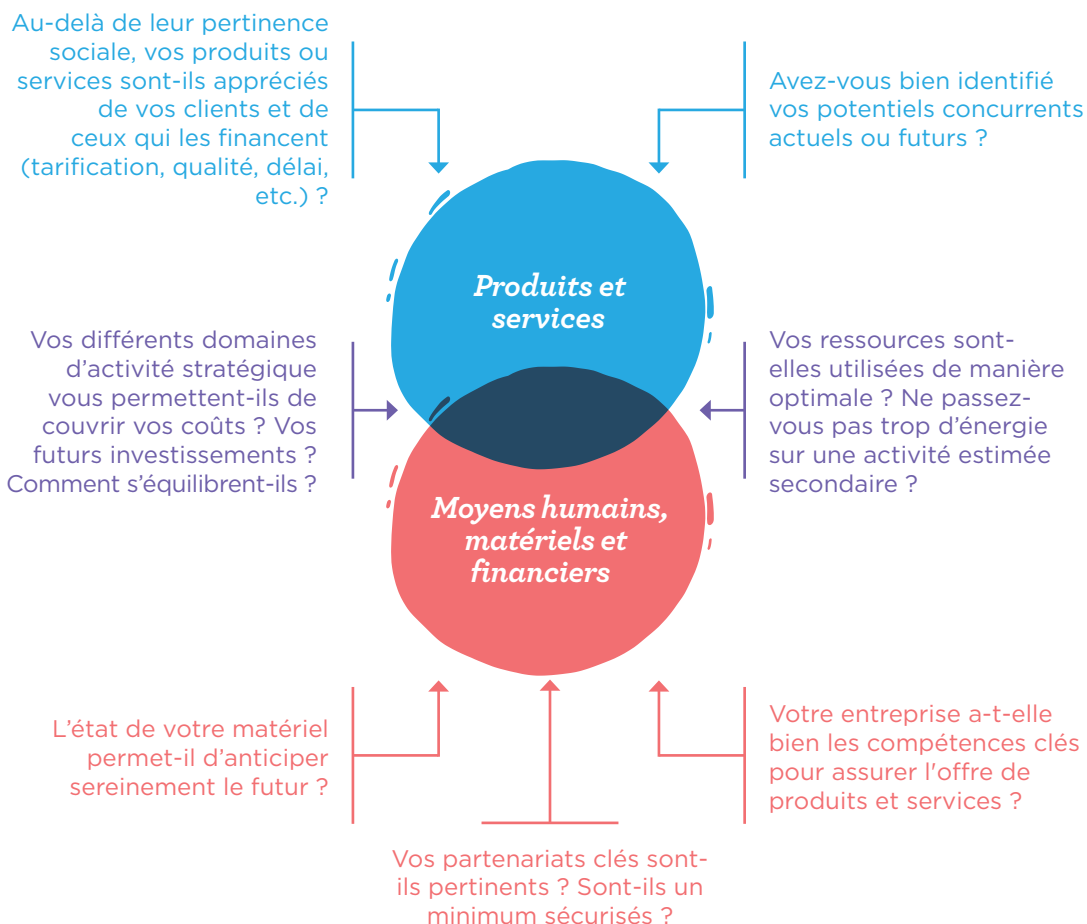 Au-delà de leur pertinence
sociale, vos produits ou
services sont-ils appréciés
de vos clients et de
ceux qui les financent
(tarification, qualité, délai,
etc.) ?
Avez-vous bien identifié
vos potentiels concurrents
actuels ou futurs ?
Produits et
services
Vos différents domaines
d’activité stratégique
vous permettent-ils de
couvrir vos coûts ? Vos
futurs investissements ?
Comment s’équilibrent-ils ?
Vos ressources sont-
elles utilisées de manière
optimale ? Ne passez-
vous pas trop d’énergie
sur une activité estimée
secondaire ?
Moyens humains,
matériels et
financiers
L’état de votre matériel
permet-il d’anticiper
sereinement le futur ?
Votre entreprise a-t-elle
bien les compétences clés
pour assurer l'offre de
produits et services ?
Vos partenariats clés sont-
ils pertinents ? Sont-ils un
minimum sécurisés ?